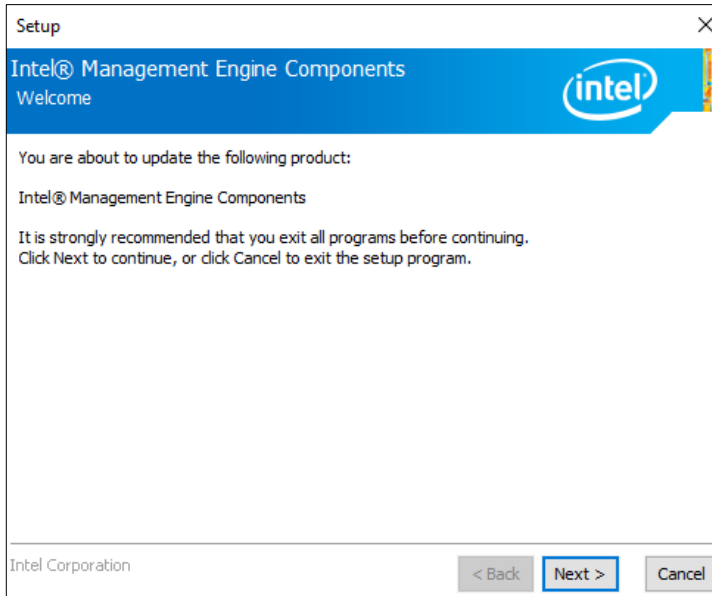 Setup
Intel® Management Engine Components
Welcome
intel
You are about to update the following product:
Intel® Management Engine Components
It is strongly recommended that you exit all programs before continuing.
Click Next to continue, or click Cancel to exit the setup program.
Intel Corporation
< Back Next > Cancel